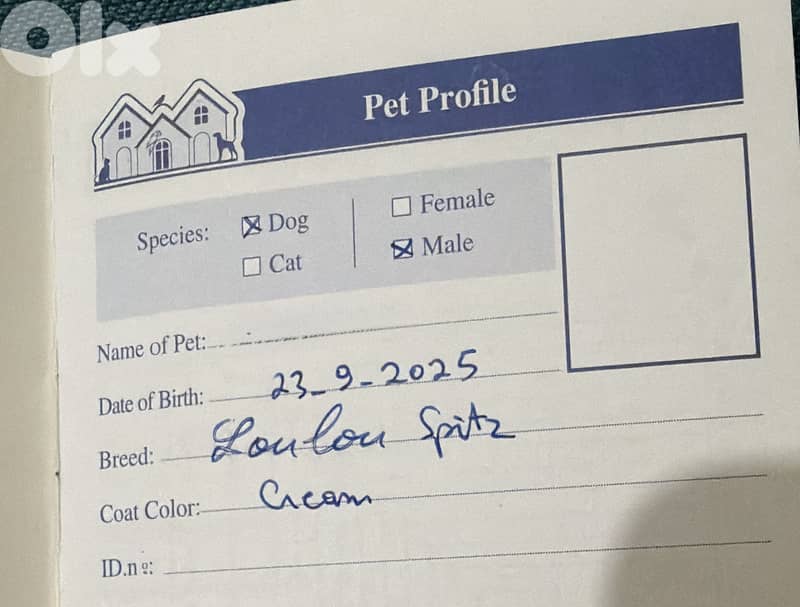 Olx
Pet Profile
Species: ☒ Dog
☐ Cat
☐ Female
☒ Male
Name of Pet:
Date of Birth: 23-9-2025
Breed: Loulou Spitz
Coat Color: Cream
ID.nº: